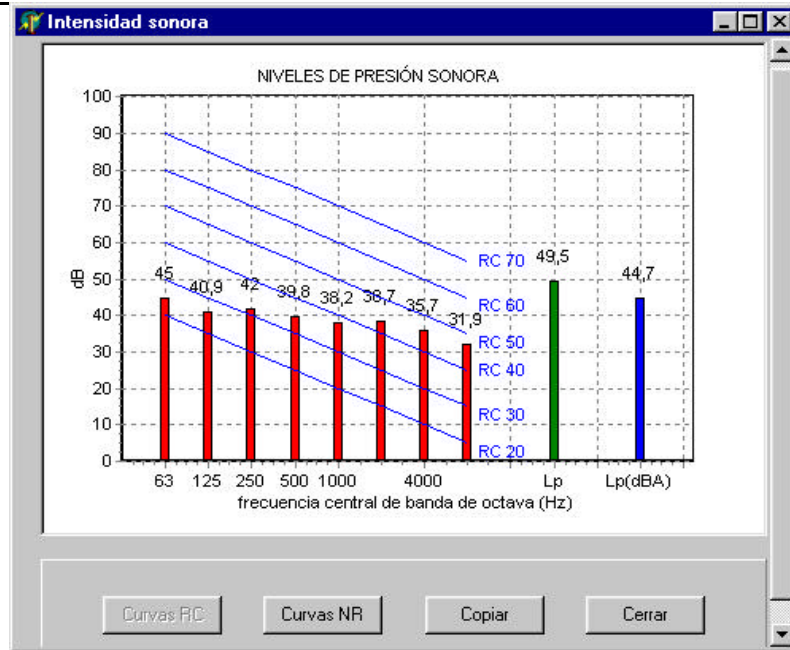 Intensidad sonora
NIVELES DE PRESIÓN SONORA
100
90
80
70
60
50
40
30
20
10
0
dB
45
40,9
42
39,8
38,2
38,7
35,7
31,9
49,5
44,7
RC 70
RC 60
RC 50
RC 40
RC 30
RC 20
63 125 250 500 1000 4000 Lp Lp(dBA)
frecuencia central de banda de octava (Hz)
Curvas RC Curvas NR Copiar Cerrar